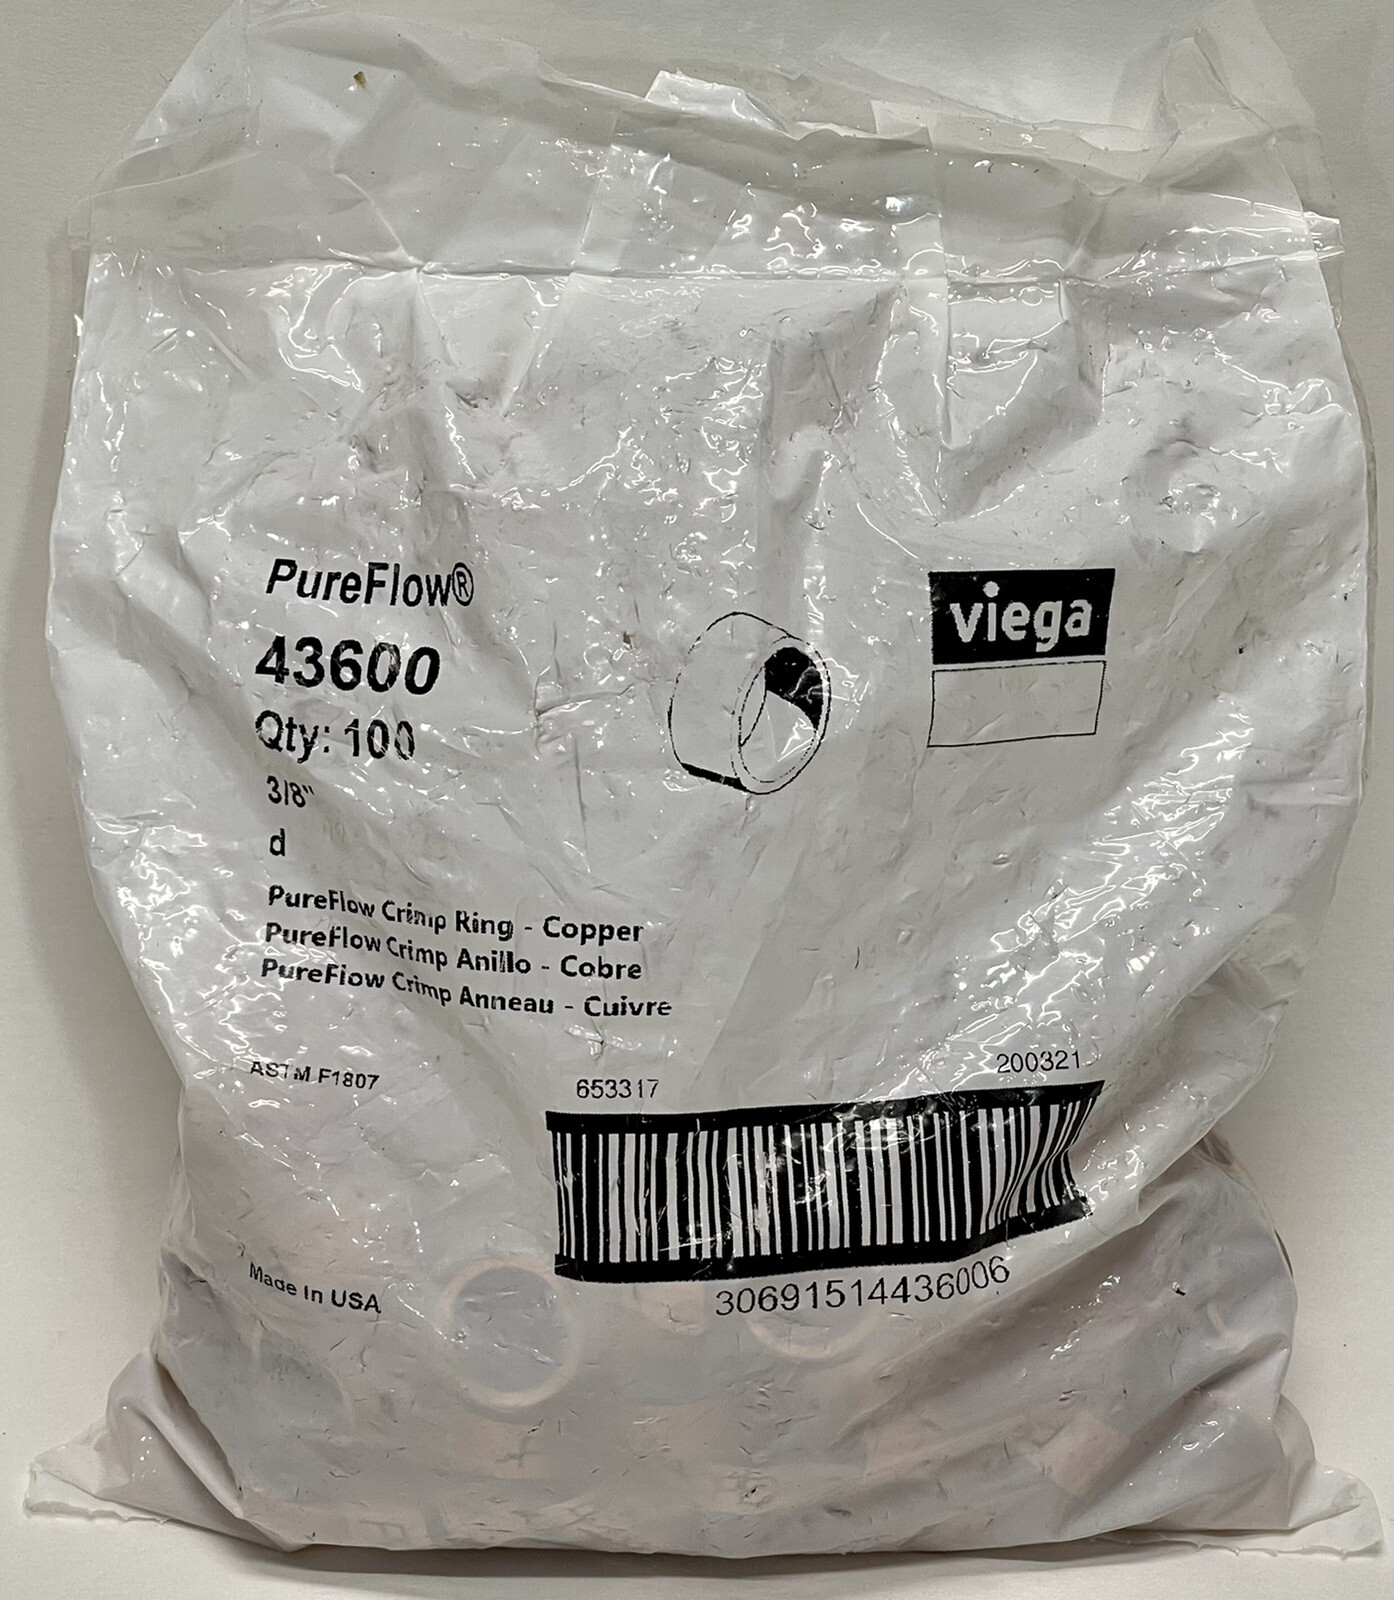 PureFlow®
viega
43600
Qty: 100
3/8"
d
PureFlow Crimp Ring - Copper
PureFlow Crimp Anillo - Cobre
PureFlow Crimp Anneau - Cuivre
ASTM F1807
653317
200321
Made in USA
30691514436006